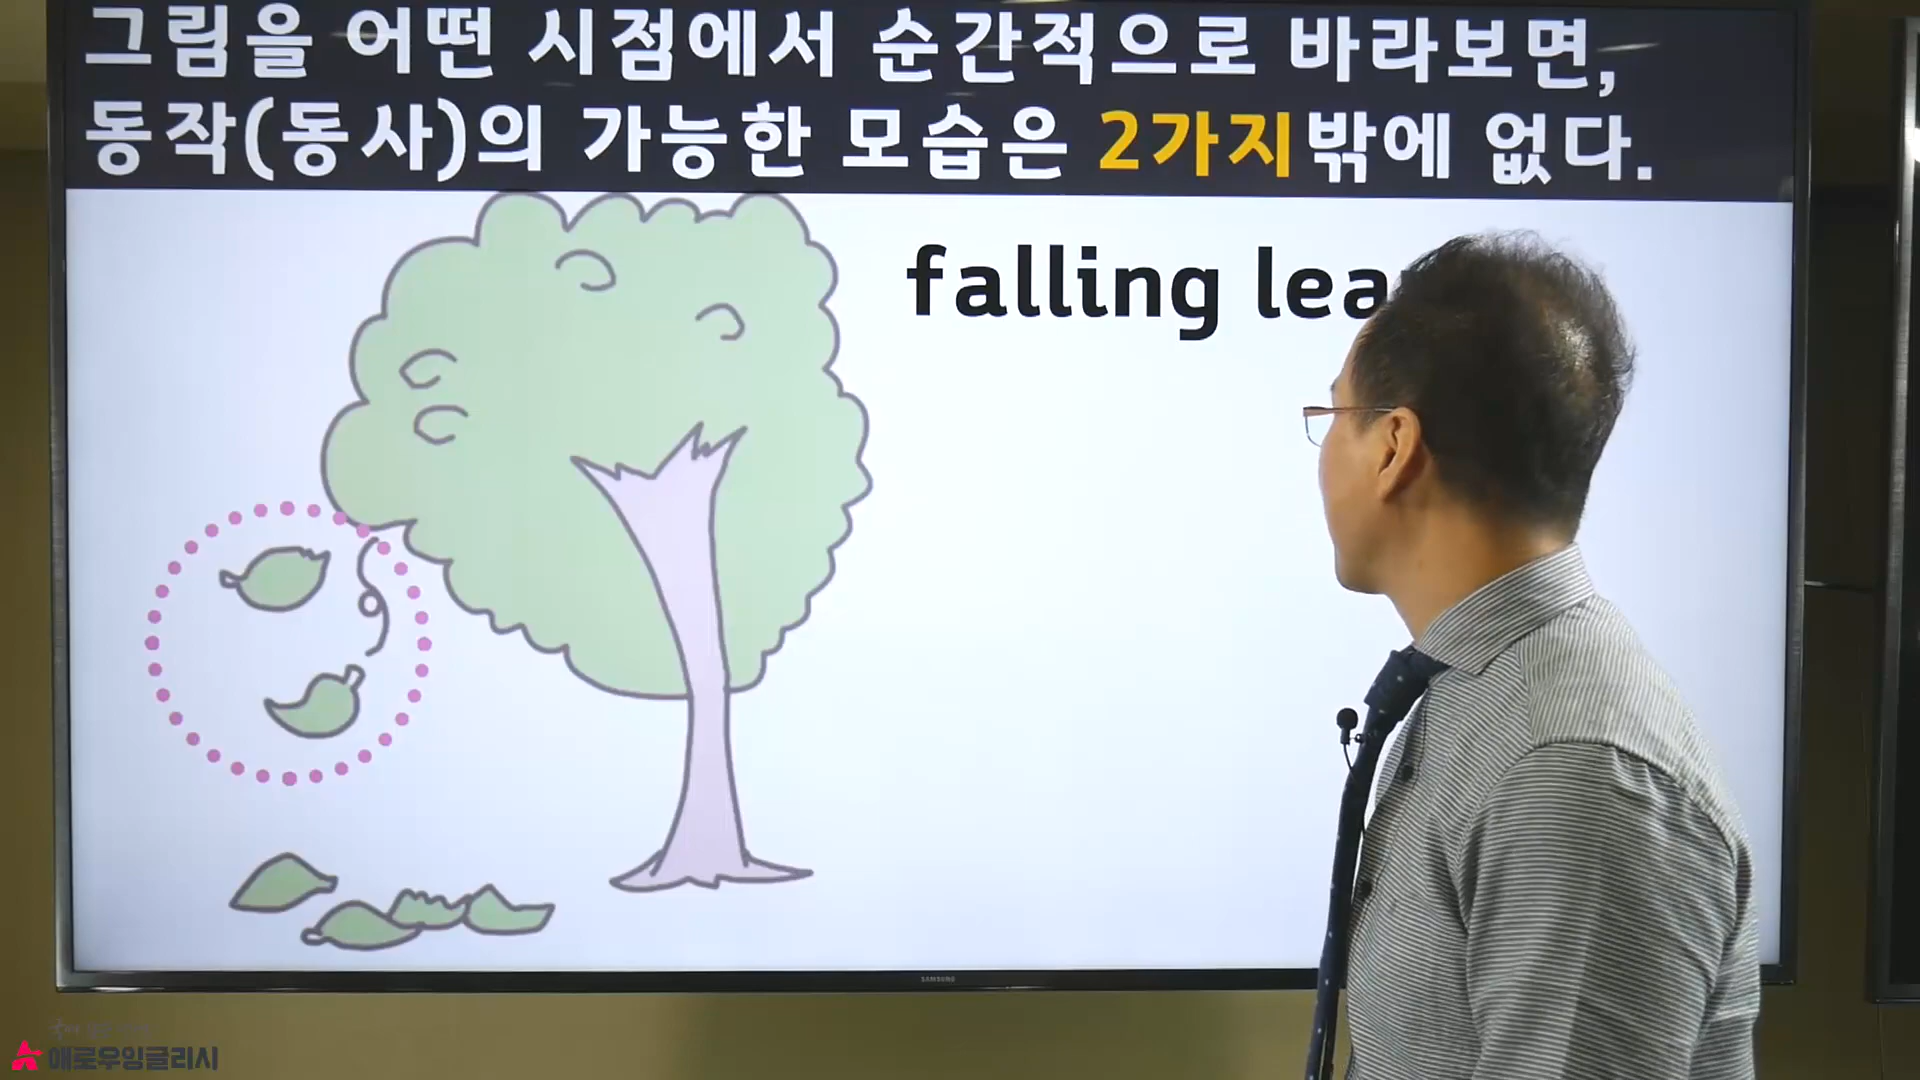 그림을 어떤 시점에서 순간적으로 바라보면,
동작(동사)의 가능한 모습은 2가지밖에 없다.
falling lea
SAMSUNG
애로우잉글리시